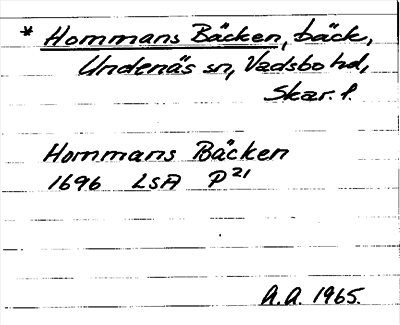 * Hommans Bäcken, bäck,
Undenäs sn, Vadsbo hd,
Skar. l.
Hommans Bäcken
1696 LSA P21
A.A. 1965.